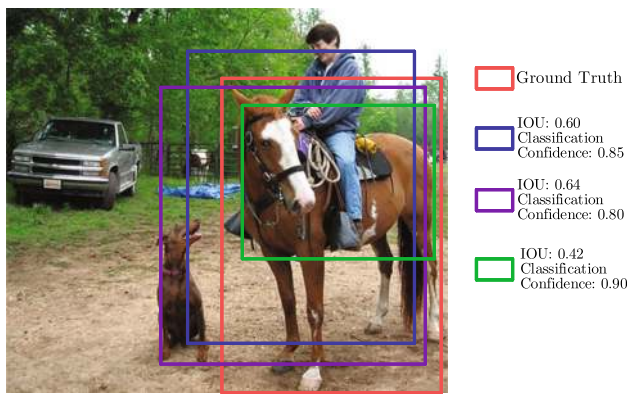 Ground Truth
IOU: 0.60
Classification
Confidence: 0.85
IOU: 0.64
Classification
Confidence: 0.80
IOU: 0.42
Classification
Confidence: 0.90